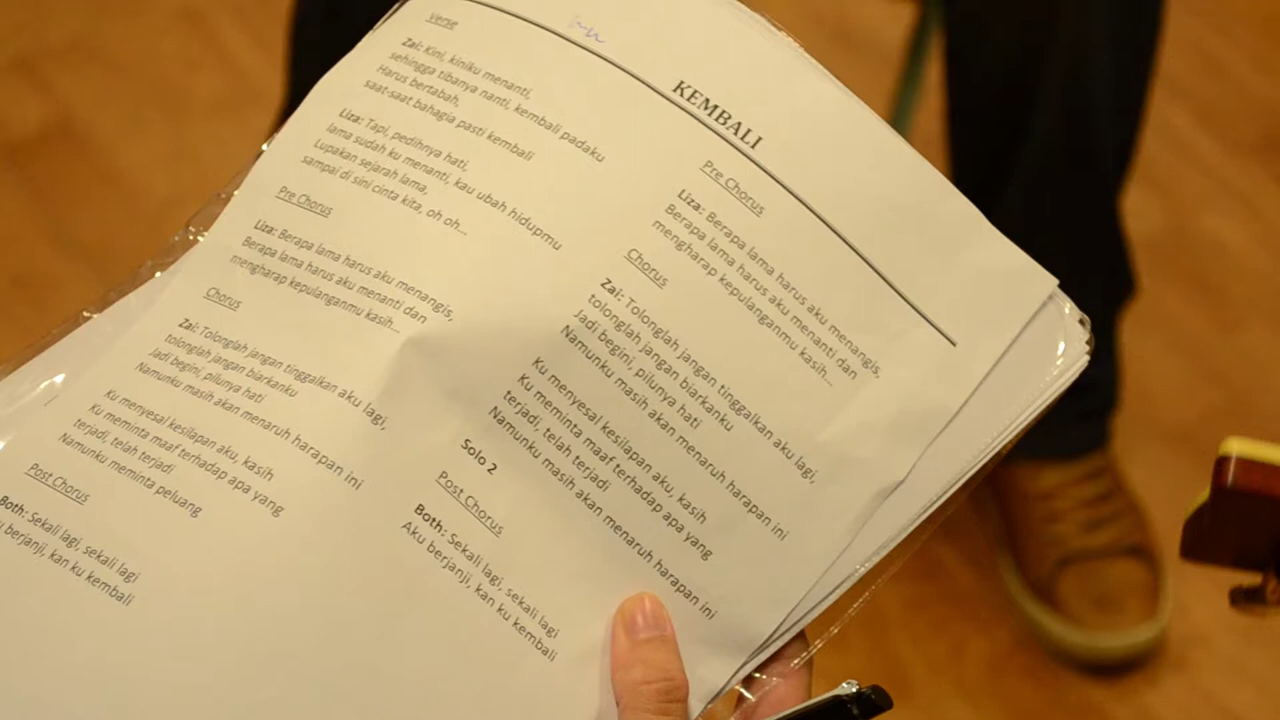 KEMBALI
Verse
Zai: Kini, kiniku menanti,
sehingga tibanya nanti, kembali padaku
Harus bertabah,
saat-saat bahagia pasti kembali
Liza: Tapi, pedihnya hati,
lama sudah ku menanti, kau ubah hidupmu
Lupakan sejarah lama,
sampai di sini cinta kita, oh oh...
Pre Chorus
Liza: Berapa lama harus aku menangis,
Berapa lama harus aku menanti dan
mengharap kepulanganmu kasih...
Chorus
Zai: Tolonglah jangan tinggalkan aku lagi,
tolonglah jangan biarkanku
Jadi begini, pilunya hati
Namunku masih akan menaruh harapan ini
Ku menyesal kesilapan aku, kasih
Ku meminta maaf terhadap apa yang
terjadi, telah terjadi
Namunku meminta peluang
Post Chorus
Both: Sekali lagi, sekali lagi
berjanji, kan ku kembali
Pre Chorus
Liza: Berapa lama harus aku menangis,
Berapa lama harus aku menanti dan
mengharap kepulanganmu kasih...
Chorus
Zai: Tolonglah jangan tinggalkan aku lagi,
tolonglah jangan biarkanku
Jadi begini, pilunya hati
Namunku masih akan menaruh harapan ini
Ku menyesal kesilapan aku, kasih
Ku meminta maaf terhadap apa yang
terjadi, telah terjadi
Namunku masih akan menaruh harapan ini
Solo 2
Post Chorus
Both: Sekali lagi, sekali lagi
Aku berjanji, kan ku kembali